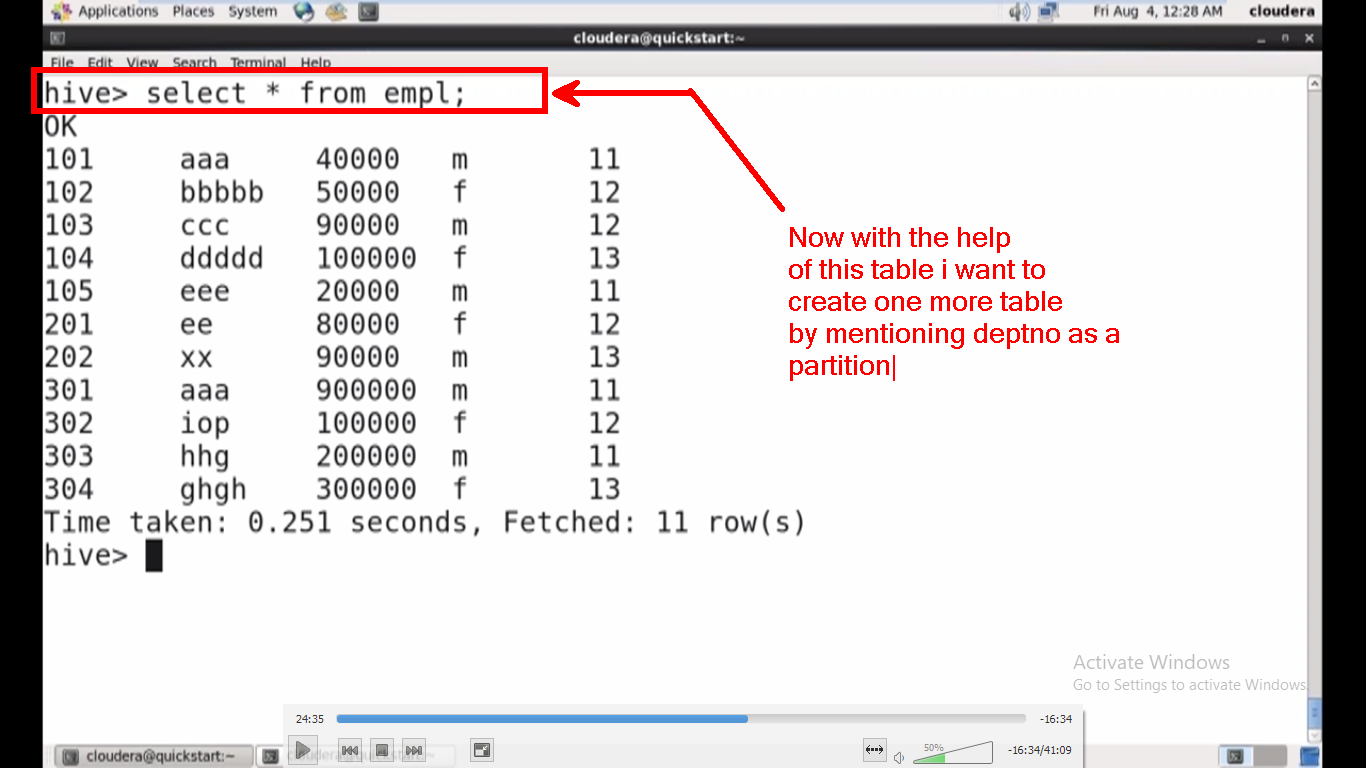 Applications Places System Fri Aug 4, 12:28 AM cloudera
cloudera@quickstart:~
File Edit View Search Terminal Help
hive> select * from empl;
OK
101 aaa 40000 m 11
102 bbbbb 50000 f 12
103 ccc 90000 m 12
104 ddddd 100000 f 13
105 eee 20000 m 11
201 ee 80000 f 12
202 xx 90000 m 13
301 aaa 900000 m 11
302 iop 100000 f 12
303 hhg 200000 m 11
304 ghgh 300000 f 13
Time taken: 0.251 seconds, Fetched: 11 row(s)
hive>
Now with the help
of this table i want to
create one more table
by mentioning deptno as a
partition
Activate Windows
Go to Settings to activate Windows.
24:35 -16:34
50% -16:34/41:09
cloudera@quickstart:~ cloudera@quickstart:~